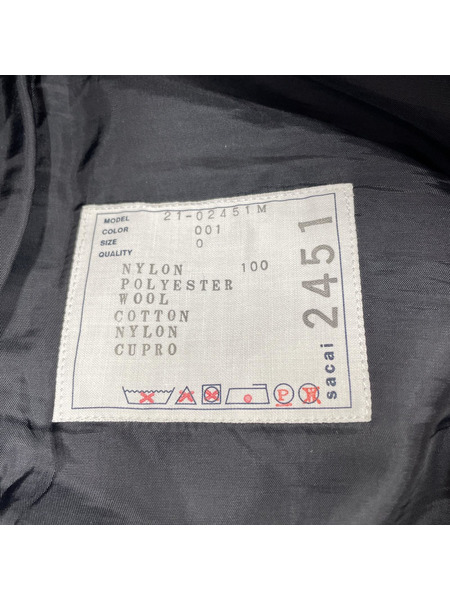 MODEL 21-02451M
COLOR 001
SIZE 0
QUALITY
NYLON 100
POLYESTER
WOOL
COTTON
NYLON
CUPRO
P W
sacai 2451